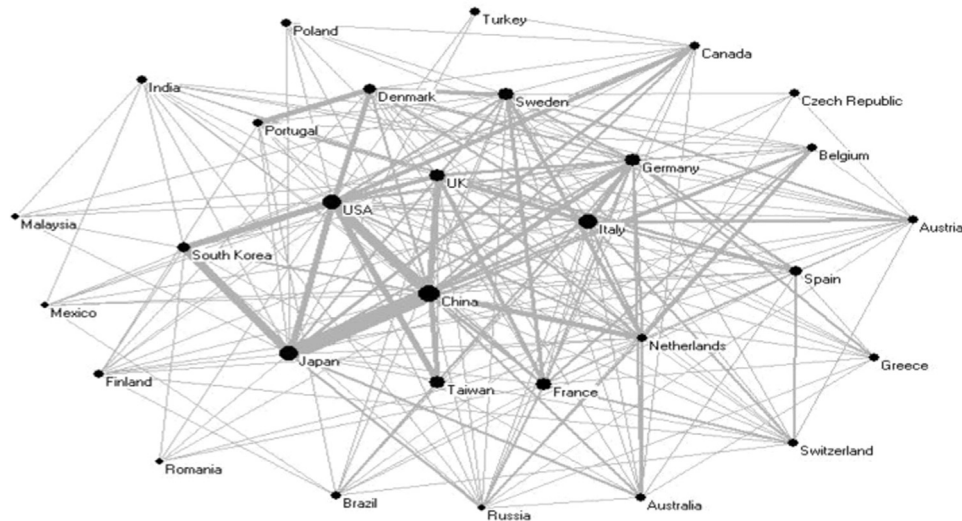 Turkey
Poland
Canada
India
Denmark
Sweden
Czech Republic
Portugal
Belgium
Germany
UK
USA
Malaysia
Italy
Austria
South Korea
Spain
China
Mexico
Netherlands
Japan
Greece
Finland
Taiwan
France
Switzerland
Romania
Brazil
Australia
Russia